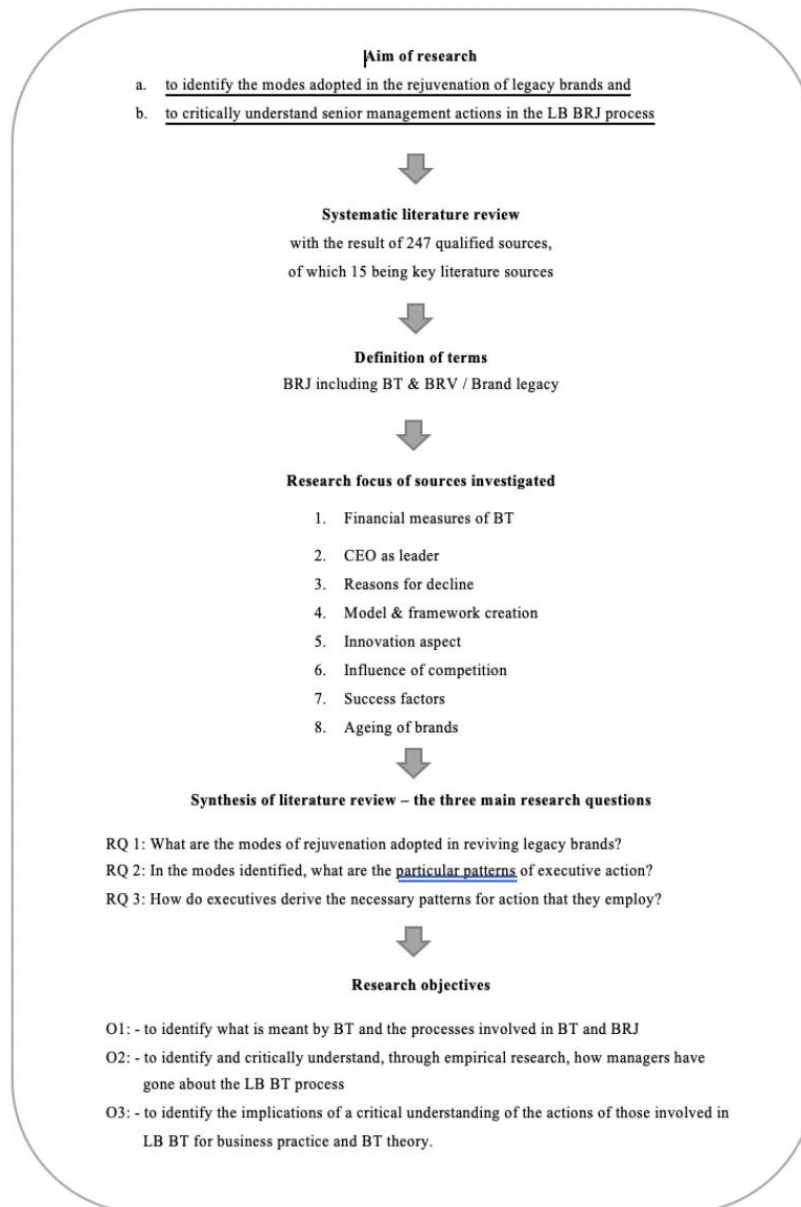 Aim of research
a. to identify the modes adopted in the rejuvenation of legacy brands and
b. to critically understand senior management actions in the LB BRJ process
Systematic literature review
with the result of 247 qualified sources,
of which 15 being key literature sources
Definition of terms
BRJ including BT & BRV / Brand legacy
Research focus of sources investigated
1. Financial measures of BT
2. CEO as leader
3. Reasons for decline
4. Model & framework creation
5. Innovation aspect
6. Influence of competition
7. Success factors
8. Ageing of brands
Synthesis of literature review – the three main research questions
RQ 1: What are the modes of rejuvenation adopted in reviving legacy brands?
RQ 2: In the modes identified, what are the particular patterns of executive action?
RQ 3: How do executives derive the necessary patterns for action that they employ?
Research objectives
O1: - to identify what is meant by BT and the processes involved in BT and BRJ
O2: - to identify and critically understand, through empirical research, how managers have
gone about the LB BT process
O3: - to identify the implications of a critical understanding of the actions of those involved in
LB BT for business practice and BT theory.